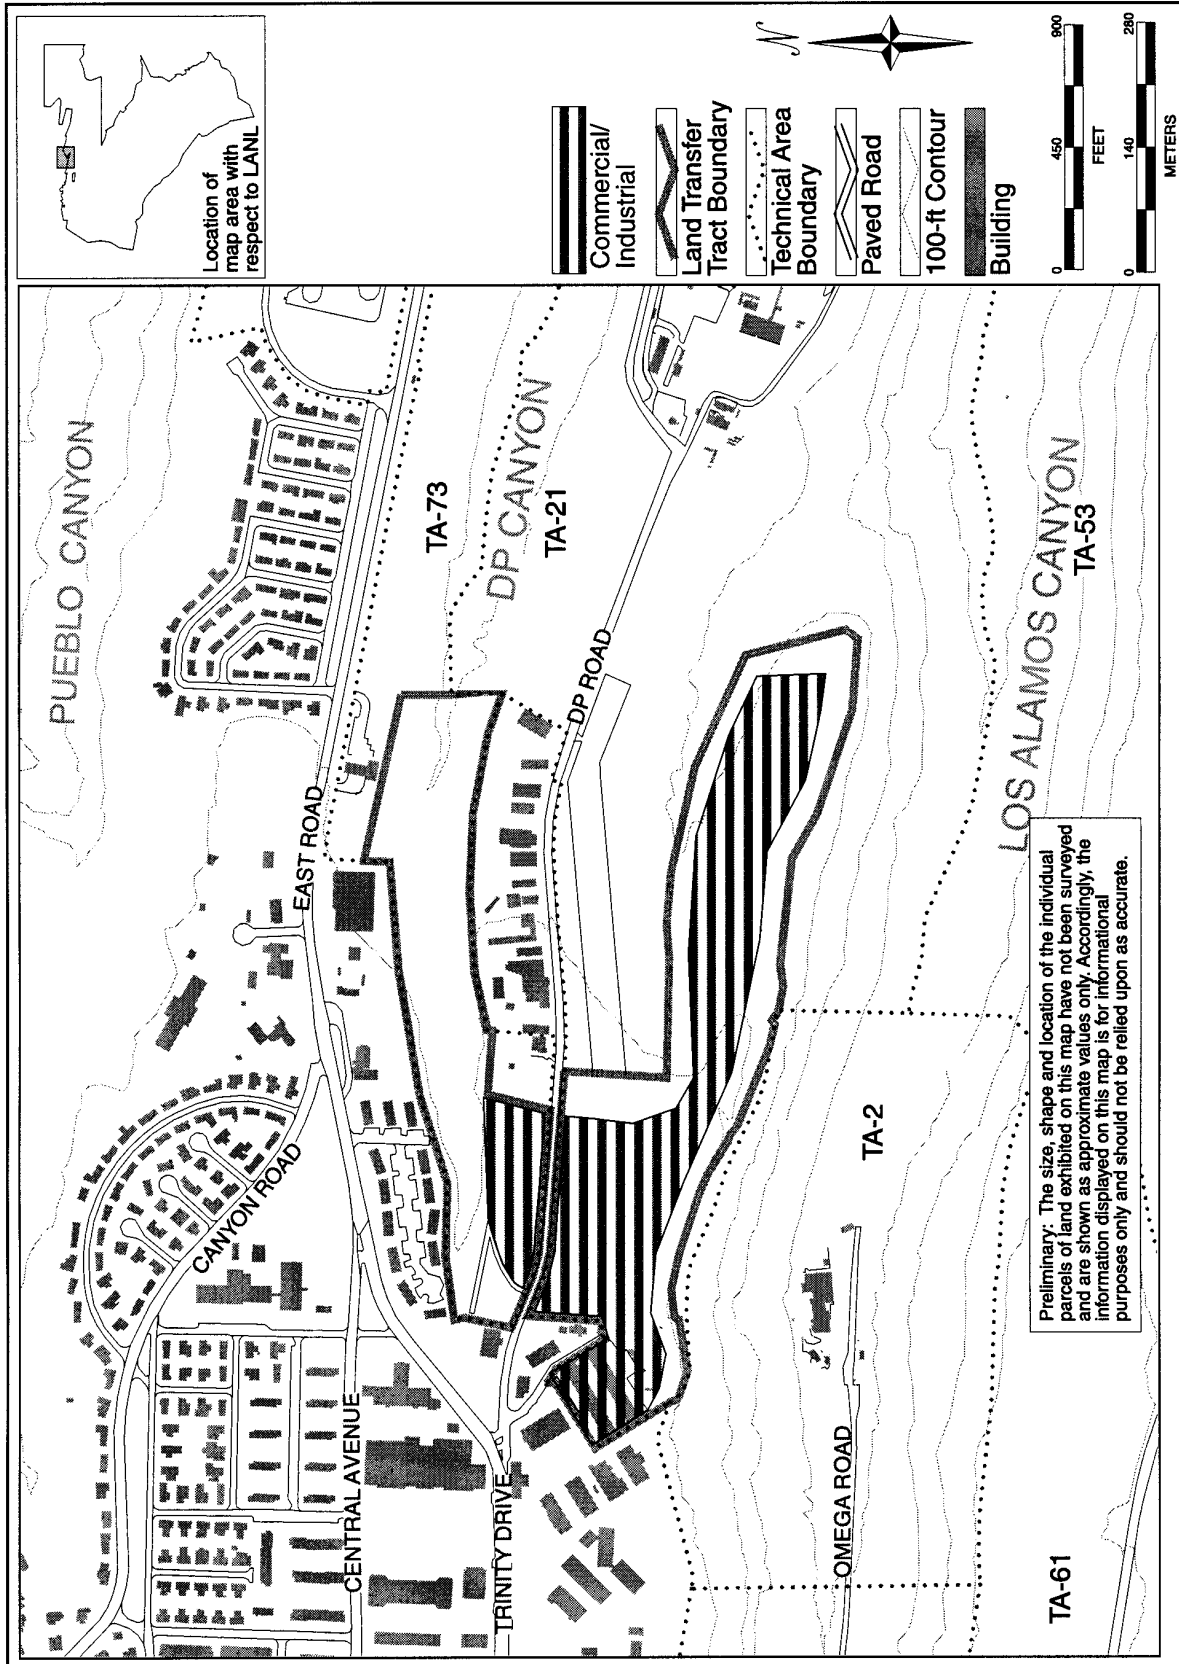 PUEBLO CANYON
CANYON ROAD
EAST ROAD
CENTRAL AVENUE
TRINITY DRIVE
TA-73
DP CANYON
TA-21
DP ROAD
TA-2
OMEGA ROAD
LOS ALAMOS CANYON
TA-53
TA-61
Preliminary: The size, shape and location of the individual
parcels of land exhibited on this map have not been surveyed
and are shown as approximate values only. Accordingly, the
information displayed on this map is for informational
purposes only and should not be relied upon as accurate.
Location of
map area with
respect to LANL
Commercial/
Industrial
Land Transfer
Tract Boundary
Technical Area
Boundary
Paved Road
100-ft Contour
Building
N
0 450 900
FEET
0 140 280
METERS